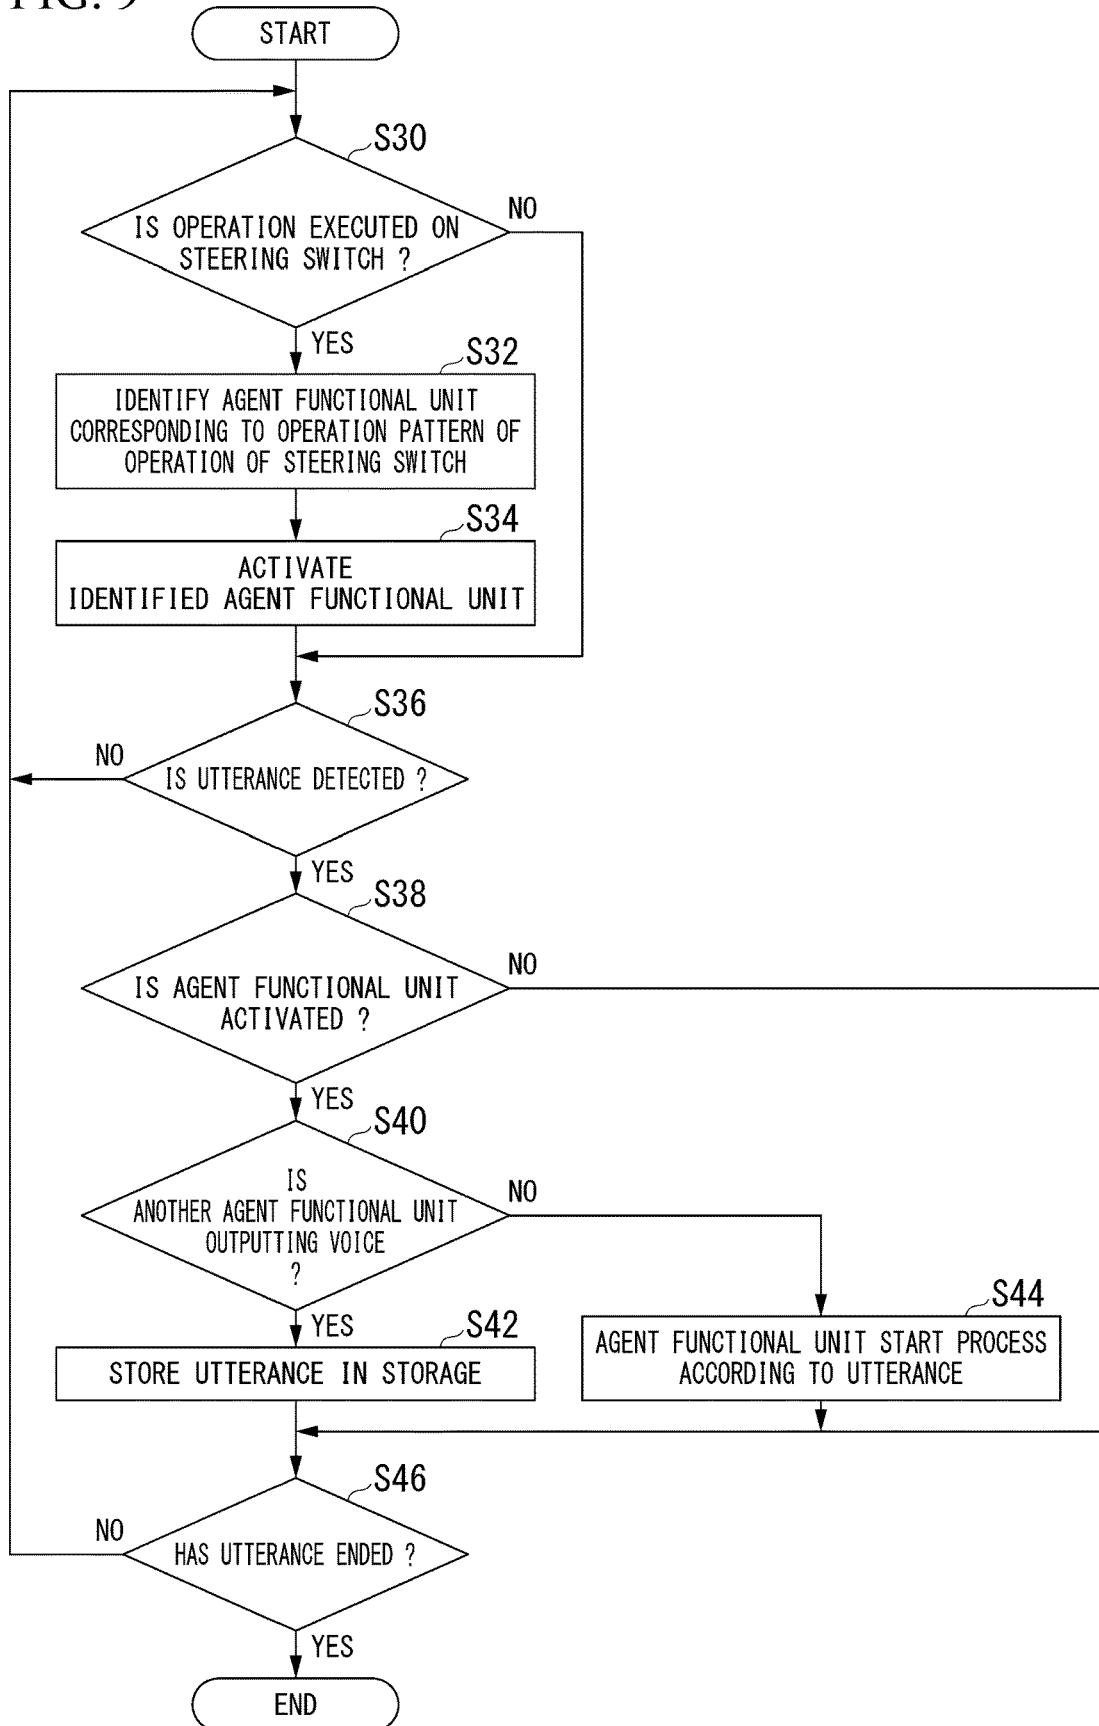 FIG. 9
START
S30
IS OPERATION EXECUTED ON
STEERING SWITCH ?
NO
YES
S32
IDENTIFY AGENT FUNCTIONAL UNIT
CORRESPONDING TO OPERATION PATTERN OF
OPERATION OF STEERING SWITCH
S34
ACTIVATE
IDENTIFIED AGENT FUNCTIONAL UNIT
S36
NO
IS UTTERANCE DETECTED ?
YES
S38
NO
IS AGENT FUNCTIONAL UNIT
ACTIVATED ?
YES
S40
IS
ANOTHER AGENT FUNCTIONAL UNIT
OUTPUTTING VOICE
?
NO
YES
S42
STORE UTTERANCE IN STORAGE
S44
AGENT FUNCTIONAL UNIT START PROCESS
ACCORDING TO UTTERANCE
S46
NO
HAS UTTERANCE ENDED ?
YES
END